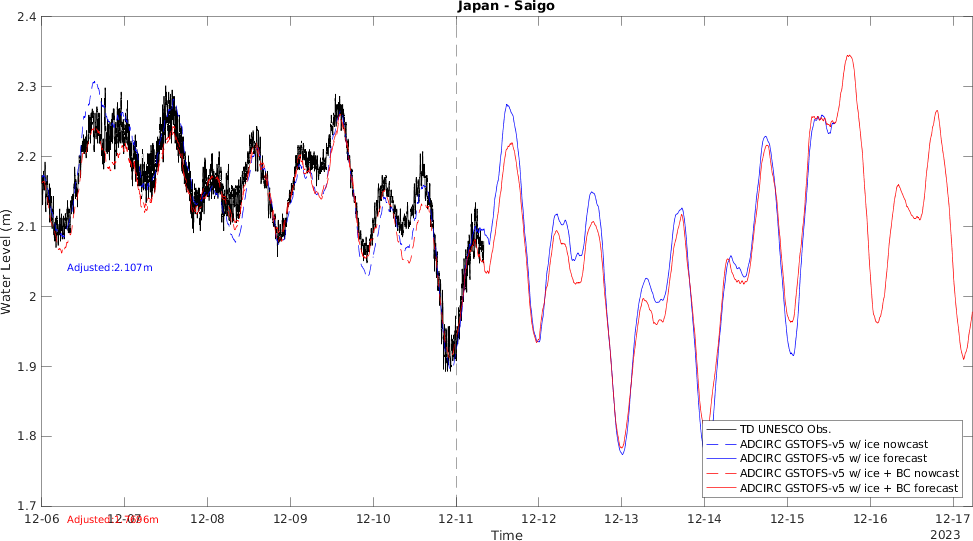 Japan - Saigo
2.4
2.3
2.2
2.1
2
1.9
1.8
1.7
Water Level (m)
Adjusted:2.107m
TD UNESCO Obs.
ADCIRC GSTOFS-v5 w/ ice nowcast
ADCIRC GSTOFS-v5 w/ ice forecast
ADCIRC GSTOFS-v5 w/ ice + BC nowcast
ADCIRC GSTOFS-v5 w/ ice + BC forecast
12-06 12-07 12-08 12-09 12-10 12-11 12-12 12-13 12-14 12-15 12-16 12-17
Time
2023